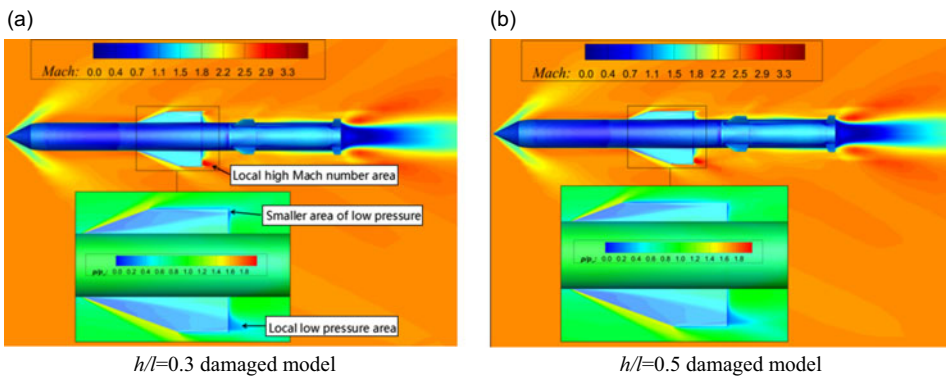 (a)
Mach: 0.0 0.4 0.7 1.1 1.5 1.8 2.2 2.5 2.9 3.3
Local high Mach number area
Smaller area of low pressure
0.0 0.2 0.4 0.6 0.8 1.0 1.2 1.4 1.6 1.8
Local low pressure area
h/l=0.3 damaged model
(b)
Mach: 0.0 0.4 0.7 1.1 1.5 1.8 2.2 2.5 2.9 3.3
0.0 0.2 0.4 0.6 0.8 1.0 1.2 1.4 1.6 1.8
h/l=0.5 damaged model